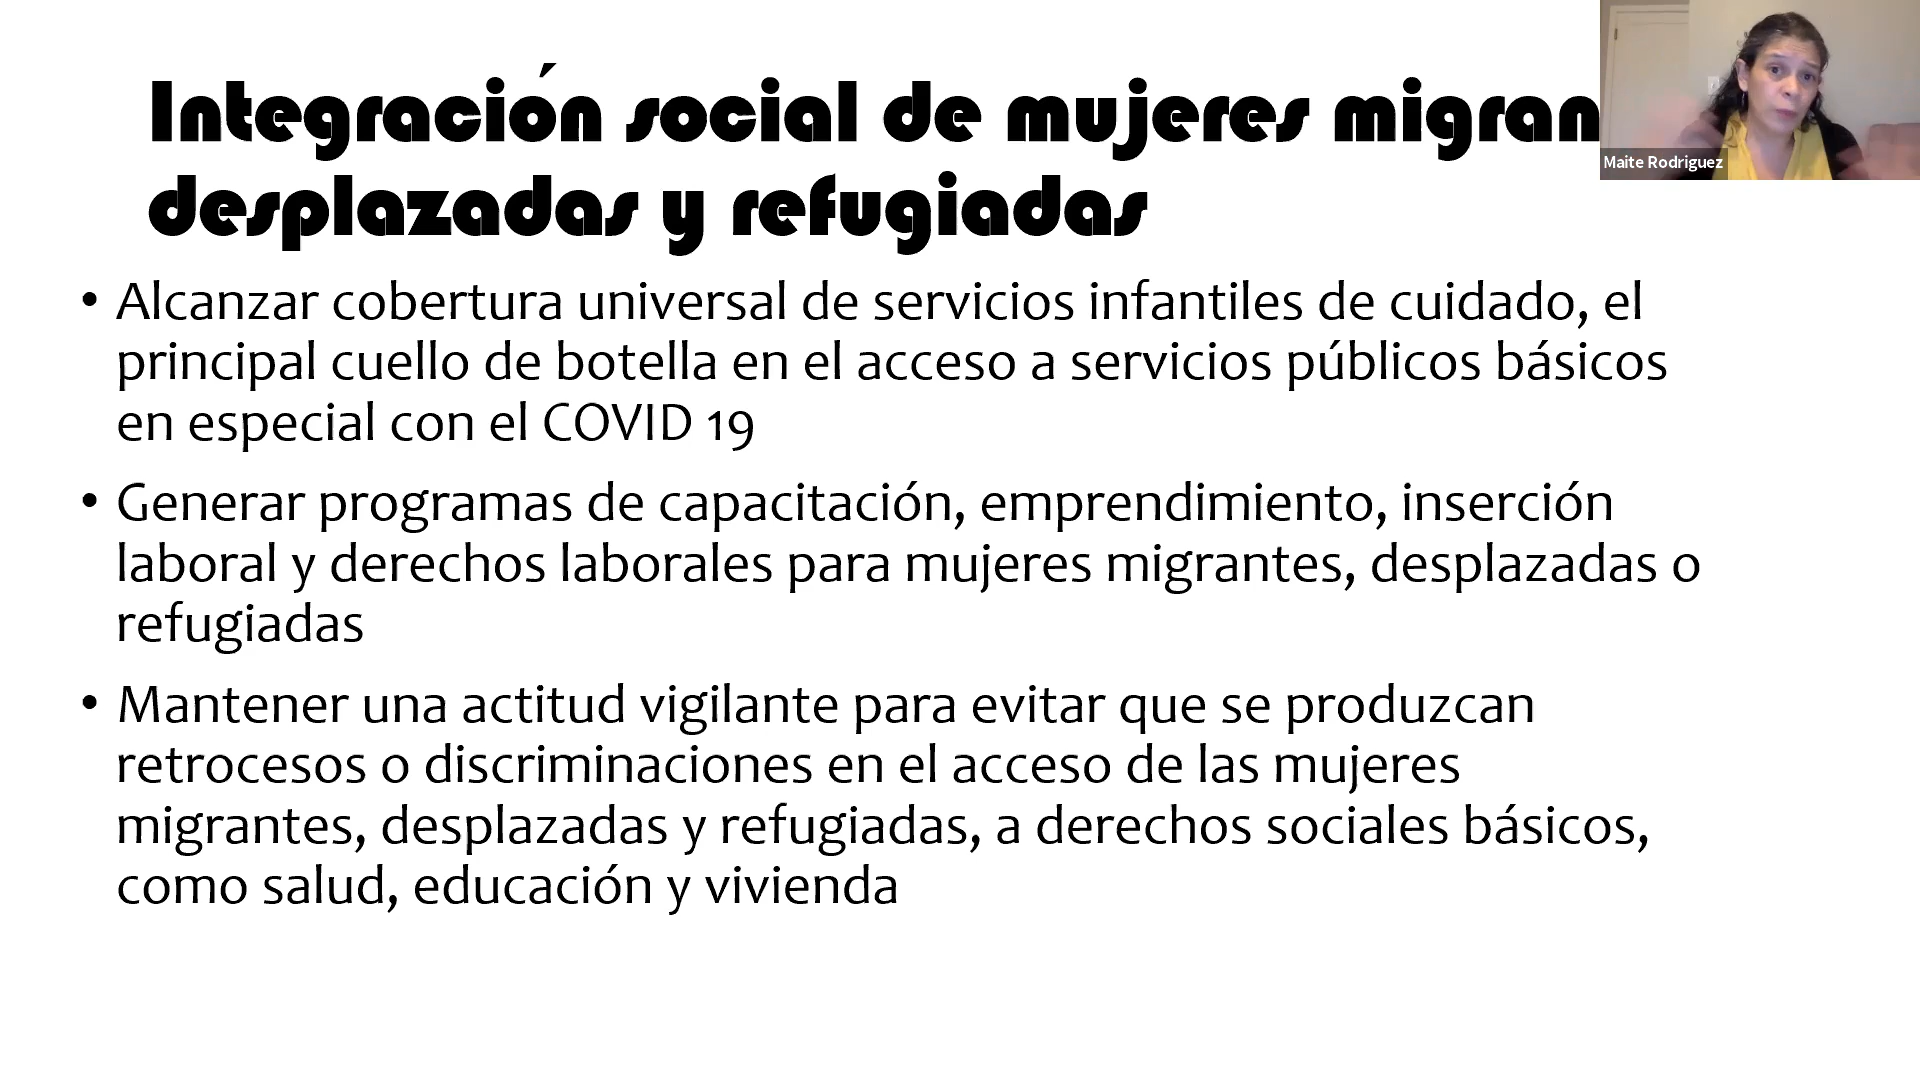 Integración social de mujeres migran
desplazadas y refugiadas
Maite Rodriguez
• Alcanzar cobertura universal de servicios infantiles de cuidado, el
principal cuello de botella en el acceso a servicios públicos básicos
en especial con el COVID 19
• Generar programas de capacitación, emprendimiento, inserción
laboral y derechos laborales para mujeres migrantes, desplazadas o
refugiadas
• Mantener una actitud vigilante para evitar que se produzcan
retrocesos o discriminaciones en el acceso de las mujeres
migrantes, desplazadas y refugiadas, a derechos sociales básicos,
como salud, educación y vivienda